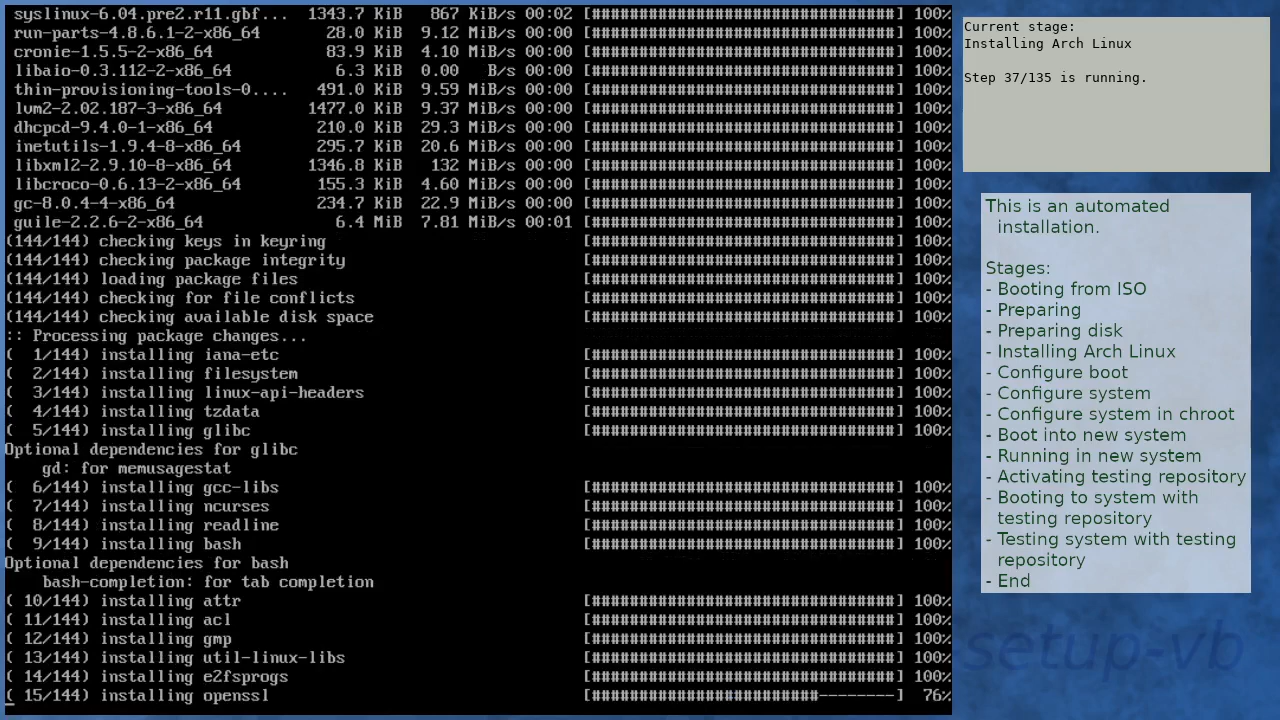 syslinux-6.04.pre2.r11.gbf... 1343.7 KiB 867 KiB/s 00:02 [################################] 100%
run-parts-4.8.6.1-2-x86_64 28.0 KiB 9.12 MiB/s 00:00 [################################] 100%
cronie-1.5.5-2-x86_64 83.9 KiB 4.10 MiB/s 00:00 [################################] 100%
libaio-0.3.112-2-x86_64 6.3 KiB 0.00 B/s 00:00 [################################] 100%
thin-provisioning-tools-0.... 491.0 KiB 9.59 MiB/s 00:00 [################################] 100%
lvm2-2.02.187-3-x86_64 1477.0 KiB 9.37 MiB/s 00:00 [################################] 100%
dhcpcd-9.4.0-1-x86_64 210.0 KiB 29.3 MiB/s 00:00 [################################] 100%
inetutils-1.9.4-8-x86_64 295.7 KiB 20.6 MiB/s 00:00 [################################] 100%
libxml2-2.9.10-8-x86_64 1346.8 KiB 132 MiB/s 00:00 [################################] 100%
libcroco-0.6.13-2-x86_64 155.3 KiB 4.60 MiB/s 00:00 [################################] 100%
gc-8.0.4-4-x86_64 234.7 KiB 22.9 MiB/s 00:00 [################################] 100%
guile-2.2.6-2-x86_64 6.4 MiB 7.81 MiB/s 00:01 [################################] 100%
(144/144) checking keys in keyring [################################] 100%
(144/144) checking package integrity [################################] 100%
(144/144) loading package files [################################] 100%
(144/144) checking for file conflicts [################################] 100%
(144/144) checking available disk space [################################] 100%
:: Processing package changes...
( 1/144) installing iana-etc [################################] 100%
( 2/144) installing filesystem [################################] 100%
( 3/144) installing linux-api-headers [################################] 100%
( 4/144) installing tzdata [################################] 100%
( 5/144) installing glibc [################################] 100%
Optional dependencies for glibc
gd: for memusagestat
( 6/144) installing gcc-libs [################################] 100%
( 7/144) installing ncurses [################################] 100%
( 8/144) installing readline [################################] 100%
( 9/144) installing bash [################################] 100%
Optional dependencies for bash
bash-completion: for tab completion
( 10/144) installing attr [################################] 100%
( 11/144) installing acl [################################] 100%
( 12/144) installing gmp [################################] 100%
( 13/144) installing util-linux-libs [################################] 100%
( 14/144) installing e2fsprogs [################################] 100%
( 15/144) installing openssl [########################--------] 76%
Current stage:
Installing Arch Linux
Step 37/135 is running.
This is an automated
installation.
Stages:
- Booting from ISO
- Preparing
- Preparing disk
- Installing Arch Linux
- Configure boot
- Configure system
- Configure system in chroot
- Boot into new system
- Running in new system
- Activating testing repository
- Booting to system with
testing repository
- Testing system with testing
repository
- End
setup-vb